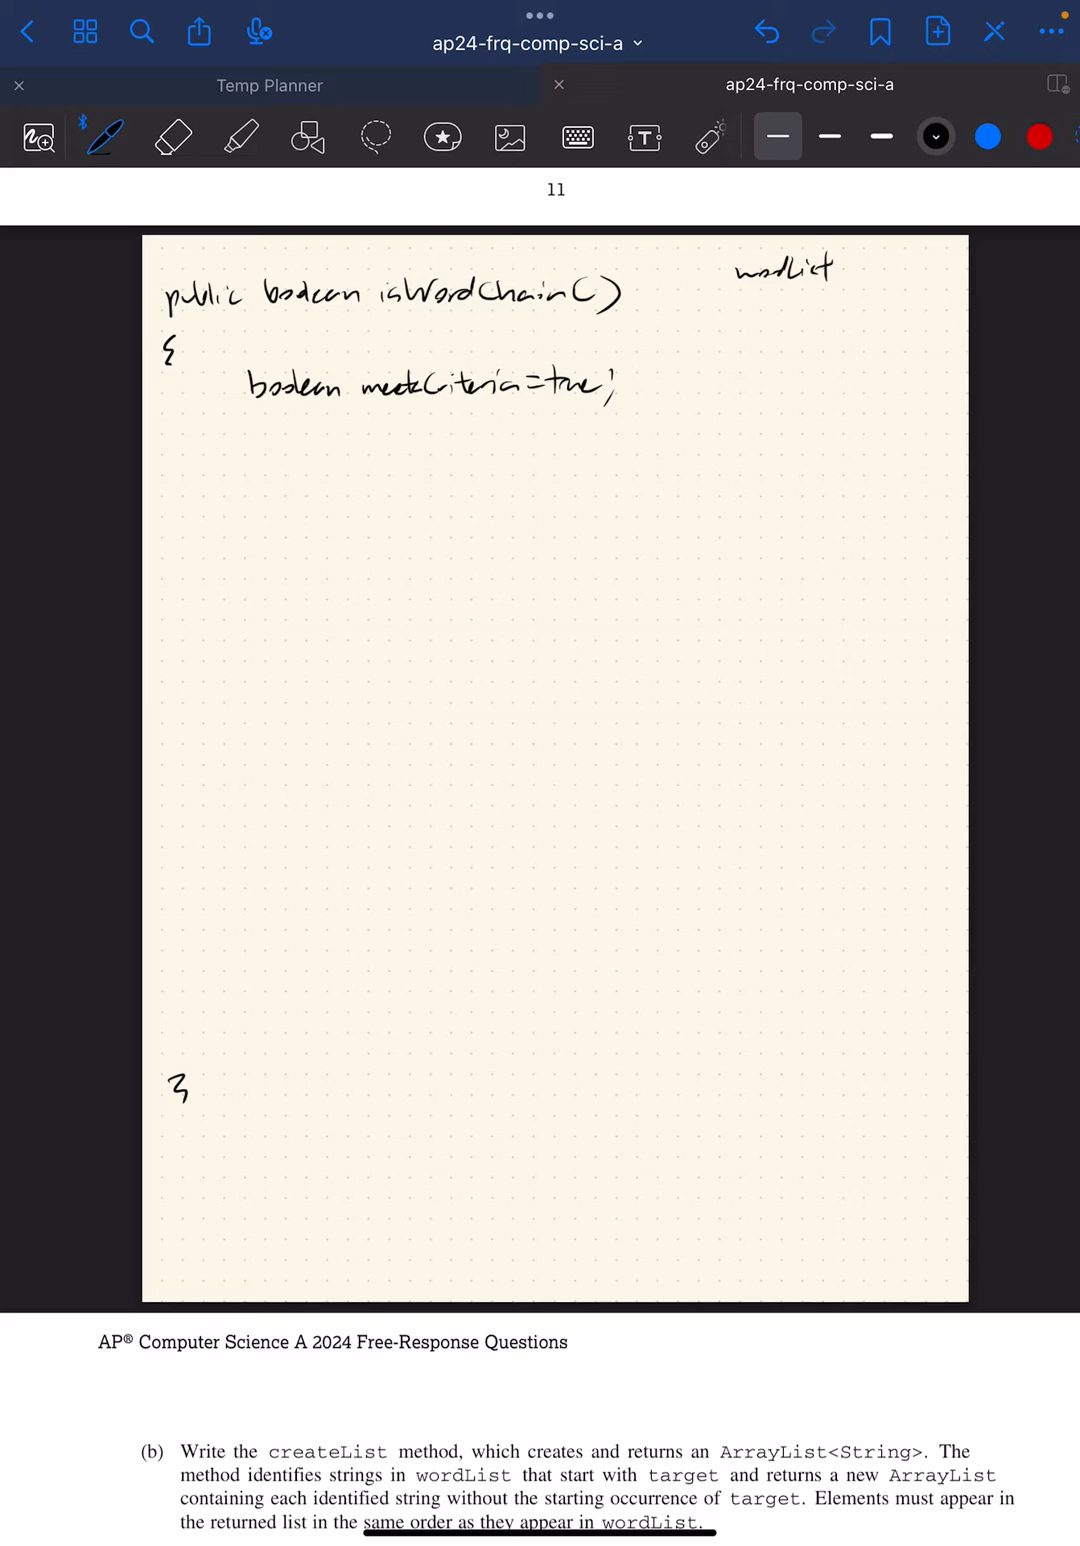 ap24-frq-comp-sci-a
Temp Planner
ap24-frq-comp-sci-a
T
11
wordList
public boolean isWordChain()
{
boolean meetsCriteria=true;
}
AP® Computer Science A 2024 Free-Response Questions
(b) Write the createList method, which creates and returns an ArrayList<String>. The
method identifies strings in wordList that start with target and returns a new ArrayList
containing each identified string without the starting occurrence of target. Elements must appear in
the returned list in the same order as they appear in wordList.